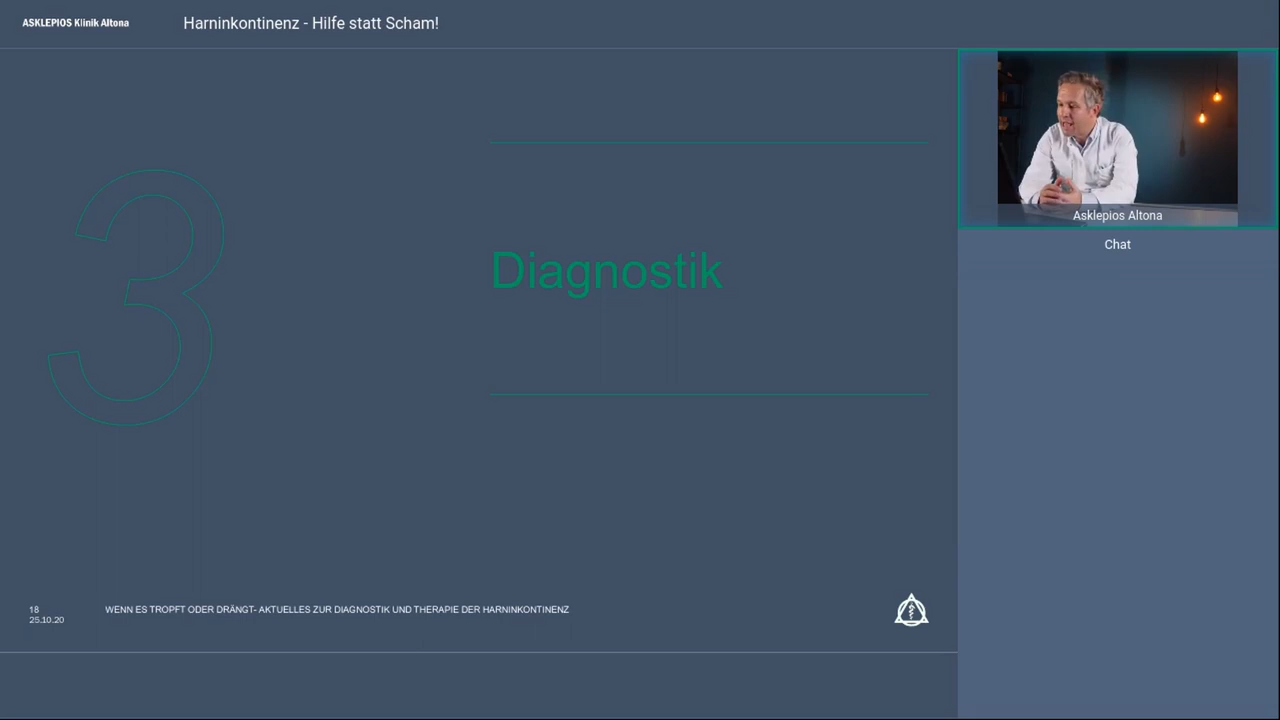 ASKLEPIOS Klinik Altona
Harninkontinenz - Hilfe statt Scham!
3
Diagnostik
Asklepios Altona
Chat
18
25.10.20
WENN ES TROPFT ODER DRÄNGT- AKTUELLES ZUR DIAGNOSTIK UND THERAPIE DER HARNINKONTINENZ